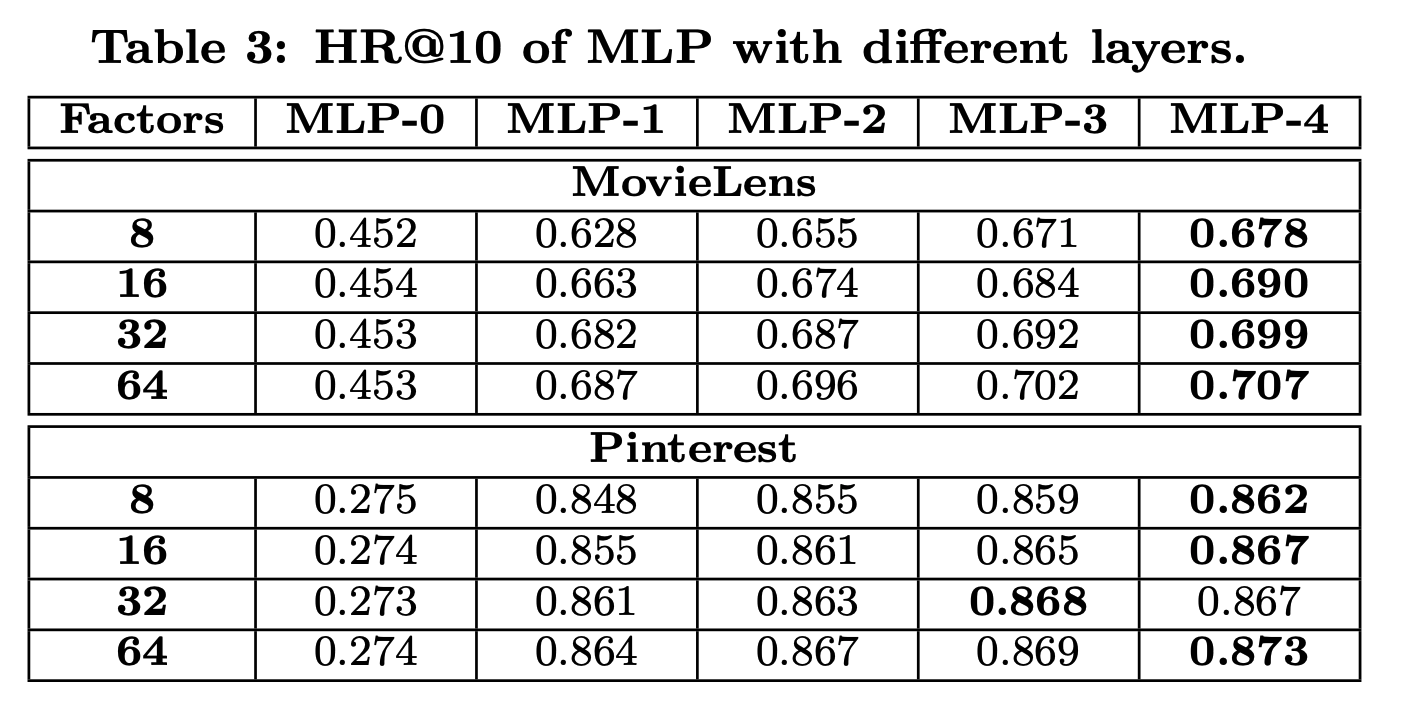 Table 3: HR@10 of MLP with different layers.
Factors MLP-0 MLP-1 MLP-2 MLP-3 MLP-4
MovieLens
8 0.452 0.628 0.655 0.671 0.678
16 0.454 0.663 0.674 0.684 0.690
32 0.453 0.682 0.687 0.692 0.699
64 0.453 0.687 0.696 0.702 0.707
Pinterest
8 0.275 0.848 0.855 0.859 0.862
16 0.274 0.855 0.861 0.865 0.867
32 0.273 0.861 0.863 0.868 0.867
64 0.274 0.864 0.867 0.869 0.873